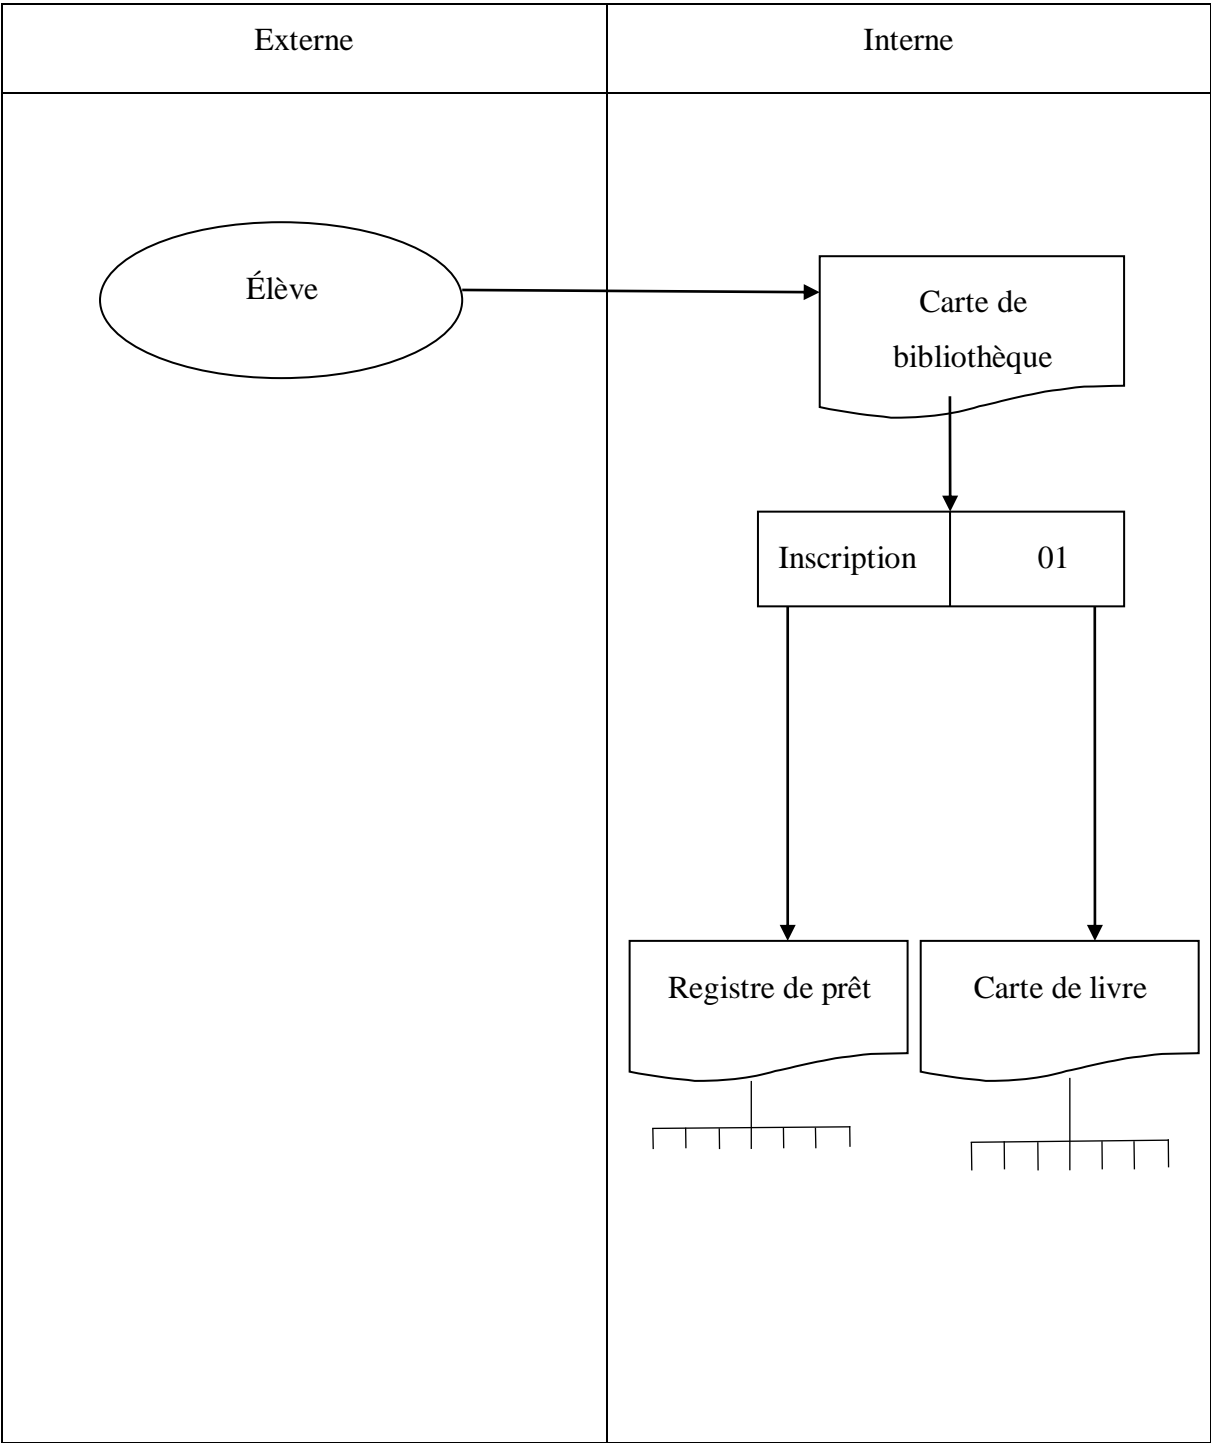 Externe
Interne
Élève
Carte de
bibliothèque
Inscription
01
Registre de prêt
Carte de livre